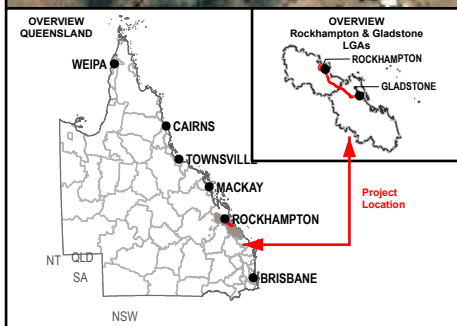 OVERVIEW
QUEENSLAND
WEIPA
CAIRNS
TOWNSVILLE
MACKAY
ROCKHAMPTON
BRISBANE
NT
QLD
SA
NSW
OVERVIEW
Rockhampton & Gladstone
LGAs
ROCKHAMPTON
GLADSTONE
Project
Location